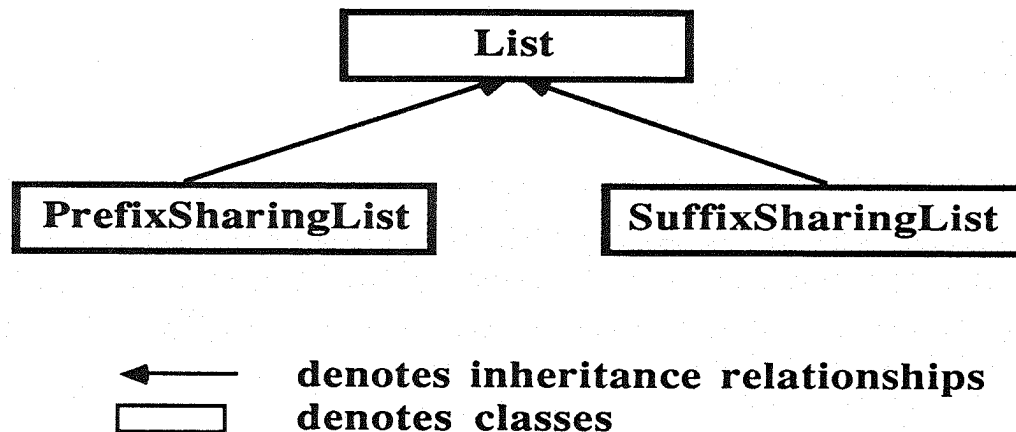 List
PrefixSharingList
SuffixSharingList
denotes inheritance relationships
denotes classes